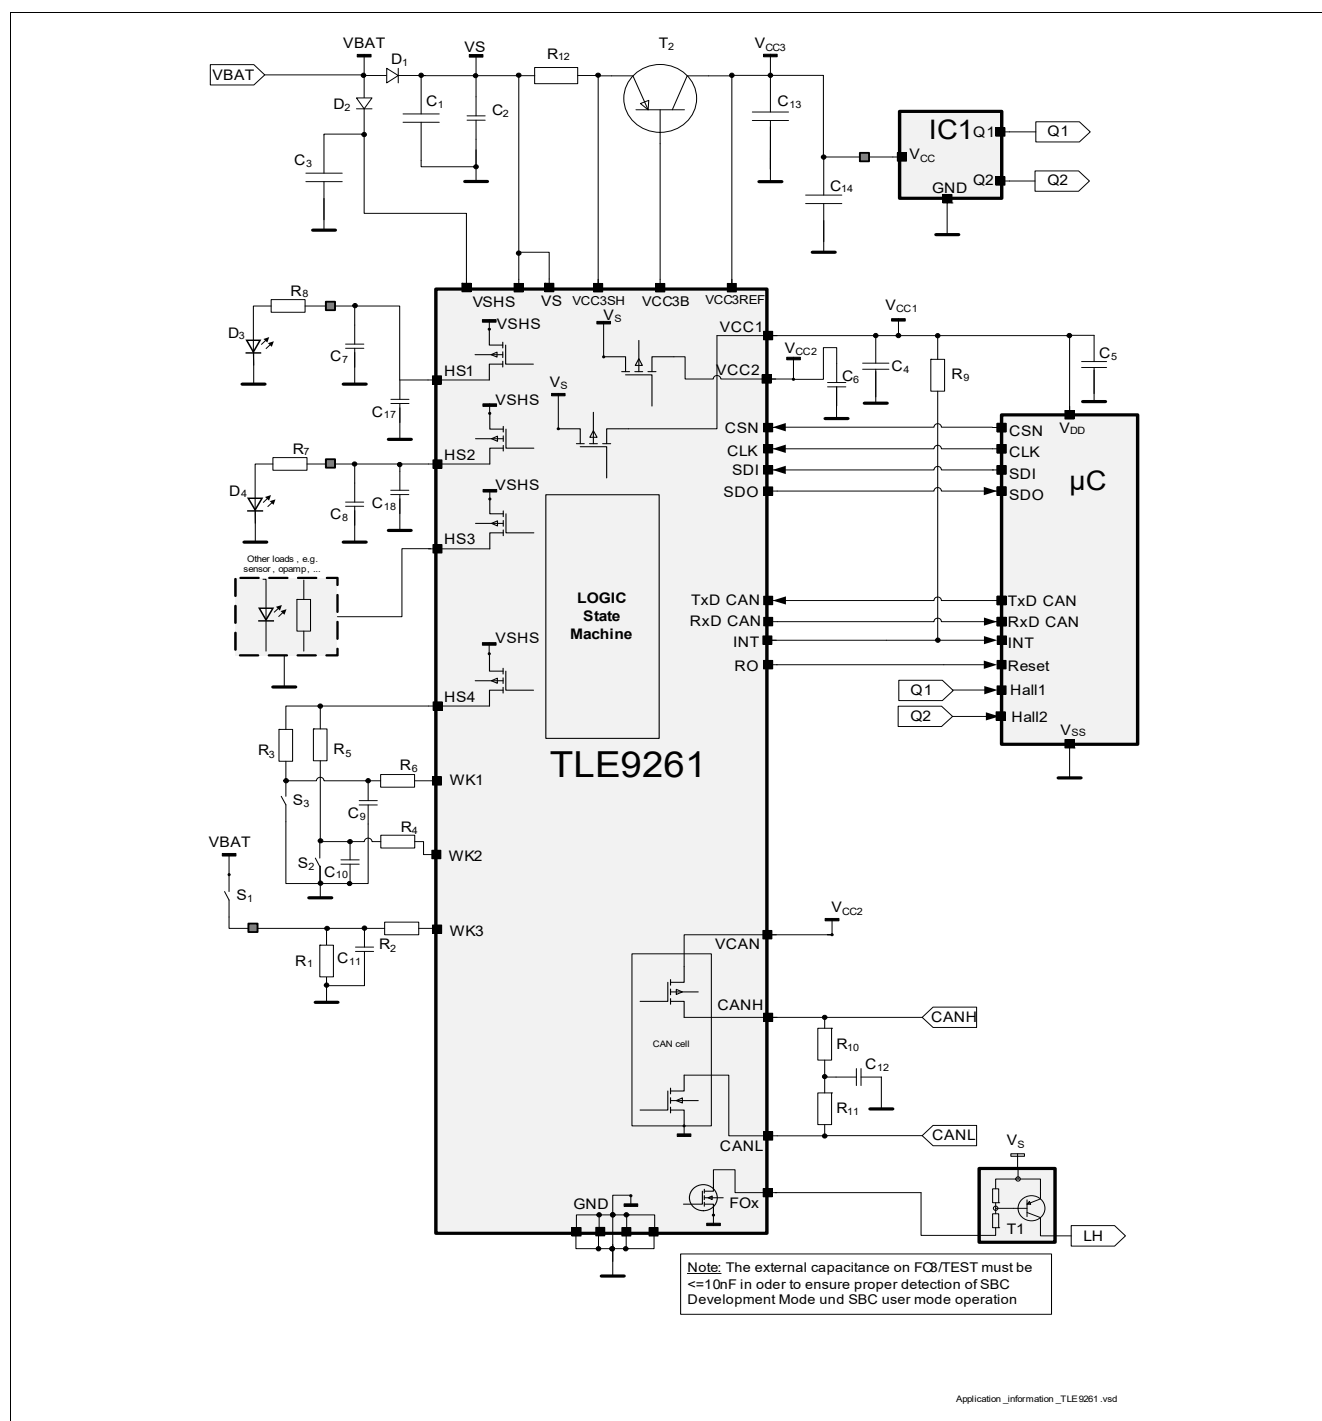 VBAT
VBAT
D1
VS
R12
T2
VCC3
D2
C1
C2
C13
C3
C14
IC1
VCC
GND
Q1
Q2
Q1
Q2
VSHS
VS
VCC3SH
VCC3B
VCC3REF
R8
D3
C7
C17
HS1
VSHS
VS
VS
VCC1
VCC2
VCC2
C6
C4
VCC1
R9
C5
VDD
R7
D4
C8
C18
HS2
VSHS
CSN
CLK
SDI
SDO
CSN
CLK
SDI
SDO
µC
HS3
VSHS
Other loads , e.g.
sensor , opamp, ...
LOGIC
State
Machine
TxD CAN
RxD CAN
INT
RO
TxD CAN
RxD CAN
INT
Reset
Hall1
Hall2
Q1
Q2
VSS
VSHS
HS4
R3
R5
R6
S3
C9
WK1
TLE9261
R4
S2
C10
WK2
VBAT
S1
R1
C11
R2
WK3
VCC2
VCAN
CANH
CAN cell
CANH
R10
C12
R11
CANL
CANL
VS
FOx
T1
LH
GND
Note: The external capacitance on FO3/TEST must be
<=10nF in oder to ensure proper detection of SBC
Development Mode und SBC user mode operation
Application_information_TLE9261.vsd